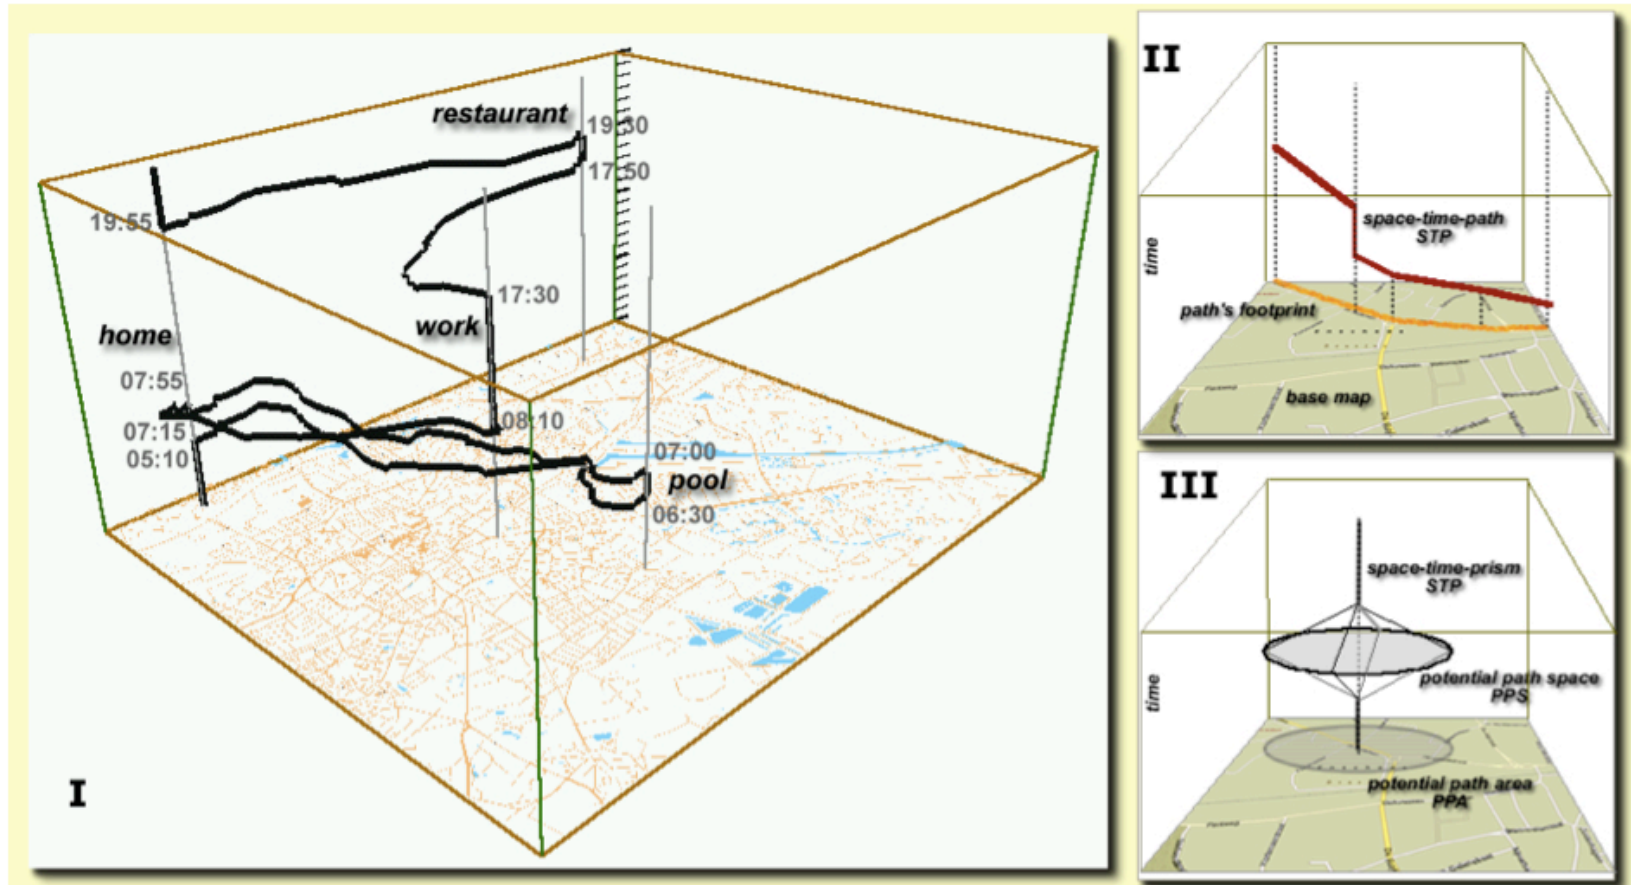 restaurant
19:30
17:50
19:55
17:30
work
home
07:55
08:10
07:15
05:10
07:00
pool
06:30
I
II
space-time-path
STP
time
path's footprint
base map
III
space-time-prism
STP
potential path space
PPS
time
potential path area
PPA